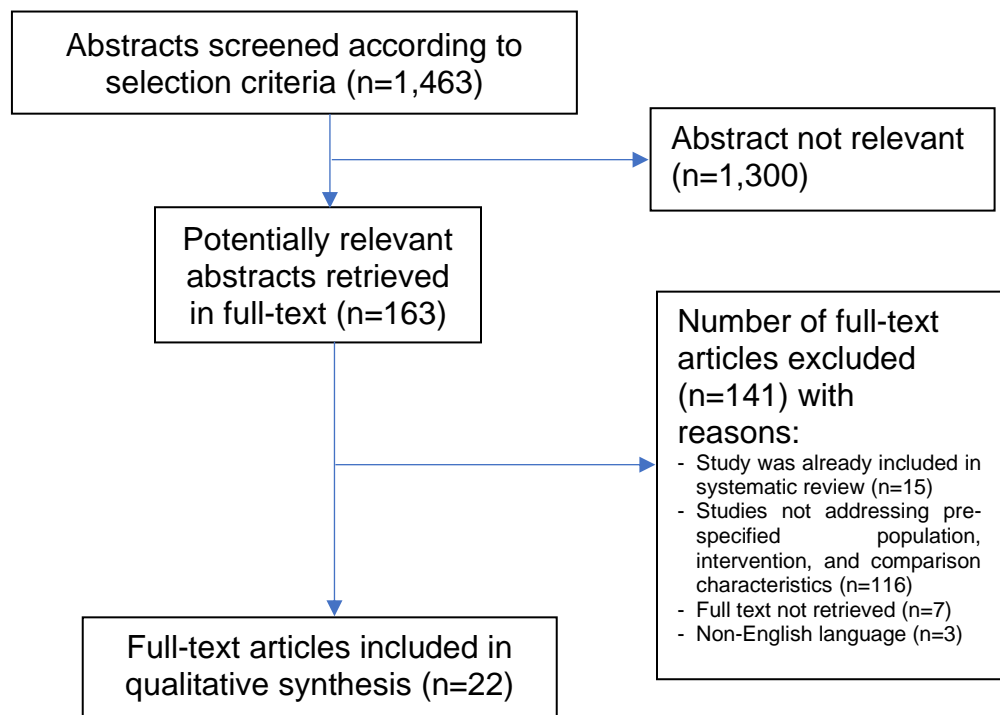 Abstracts screened according to
selection criteria (n=1,463)
Abstract not relevant
(n=1,300)
Potentially relevant
abstracts retrieved
in full-text (n=163)
Number of full-text
articles excluded
(n=141) with
reasons:
- Study was already included in
systematic review (n=15)
- Studies not addressing pre-
specified population,
intervention, and comparison
characteristics (n=116)
- Full text not retrieved (n=7)
- Non-English language (n=3)
Full-text articles included in
qualitative synthesis (n=22)